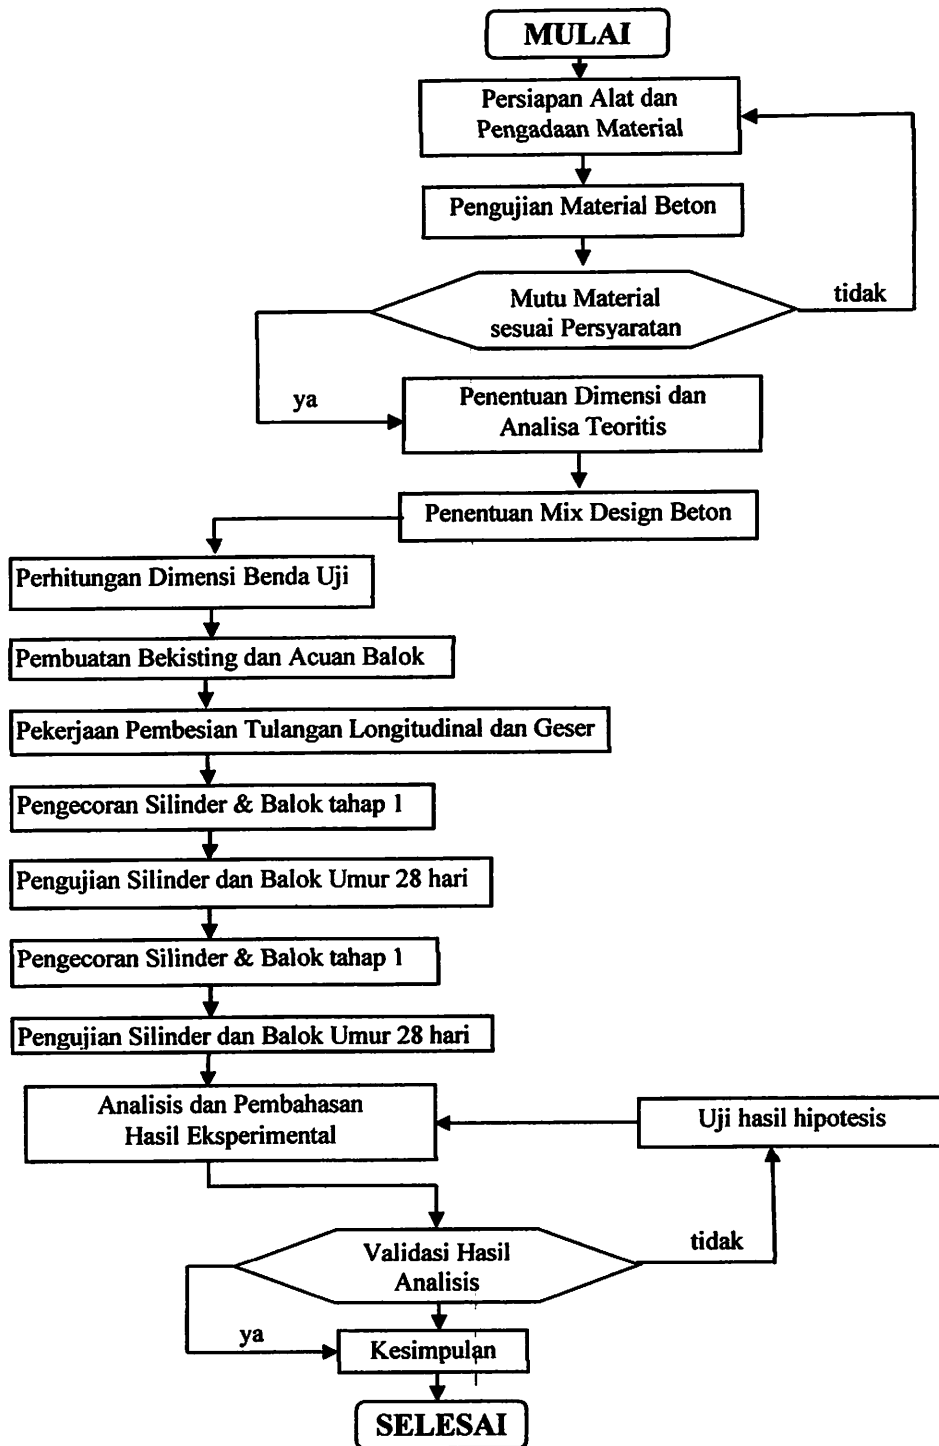 MULAI
Persiapan Alat dan
Pengadaan Material
Pengujian Material Beton
Mutu Material
sesuai Persyaratan
tidak
ya
Penentuan Dimensi dan
Analisa Teoritis
Penentuan Mix Design Beton
Perhitungan Dimensi Benda Uji
Pembuatan Bekisting dan Acuan Balok
Pekerjaan Pembesian Tulangan Longitudinal dan Geser
Pengecoran Silinder & Balok tahap 1
Pengujian Silinder dan Balok Umur 28 hari
Pengecoran Silinder & Balok tahap 1
Pengujian Silinder dan Balok Umur 28 hari
Analisis dan Pembahasan
Hasil Eksperimental
Uji hasil hipotesis
Validasi Hasil
Analisis
tidak
ya
Kesimpulan
SELESAI